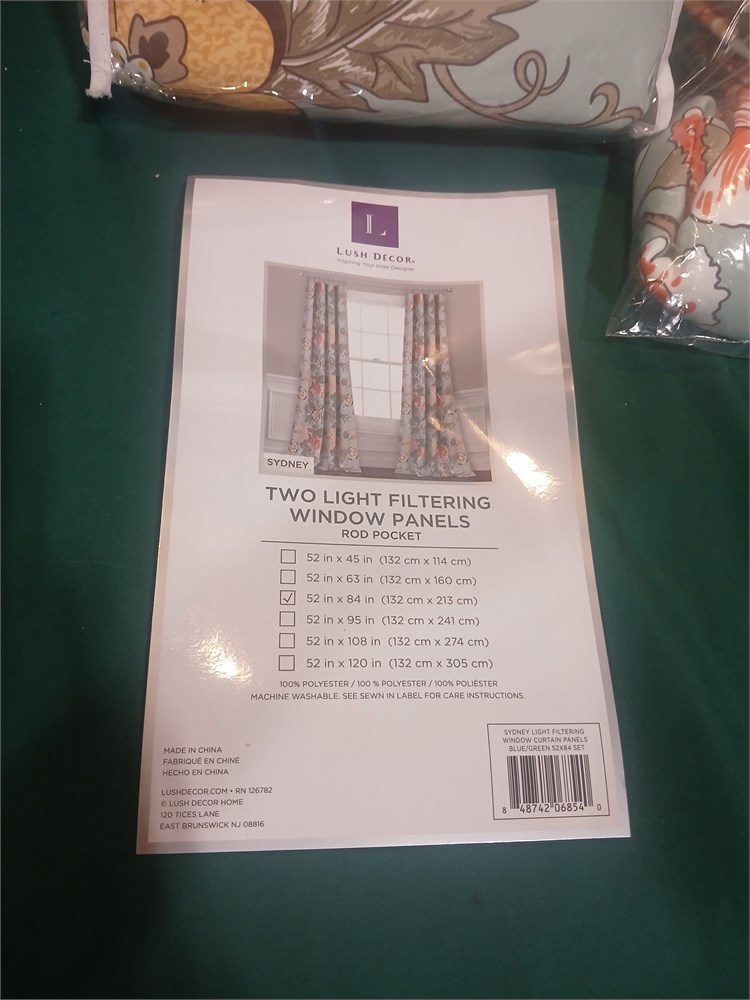 L
LUSH DECOR®
Inspiring Your Inner Designer
SYDNEY
TWO LIGHT FILTERING
WINDOW PANELS
ROD POCKET
52 in x 45 in (132 cm x 114 cm)
52 in x 63 in (132 cm x 160 cm)
52 in x 84 in (132 cm x 213 cm)
52 in x 95 in (132 cm x 241 cm)
52 in x 108 in (132 cm x 274 cm)
52 in x 120 in (132 cm x 305 cm)
100% POLYESTER / 100 % POLYESTER / 100% POLIÉSTER
MACHINE WASHABLE. SEE SEWN IN LABEL FOR CARE INSTRUCTIONS.
MADE IN CHINA
FABRIQUÉ EN CHINE
HECHO EN CHINA
LUSHDECOR.COM • RN 126782
© LUSH DECOR HOME
120 TICES LANE
EAST BRUNSWICK NJ 08816
SYDNEY LIGHT FILTERING
WINDOW CURTAIN PANELS
BLUE/GREEN 52X84 SET
8 48742 06854 0